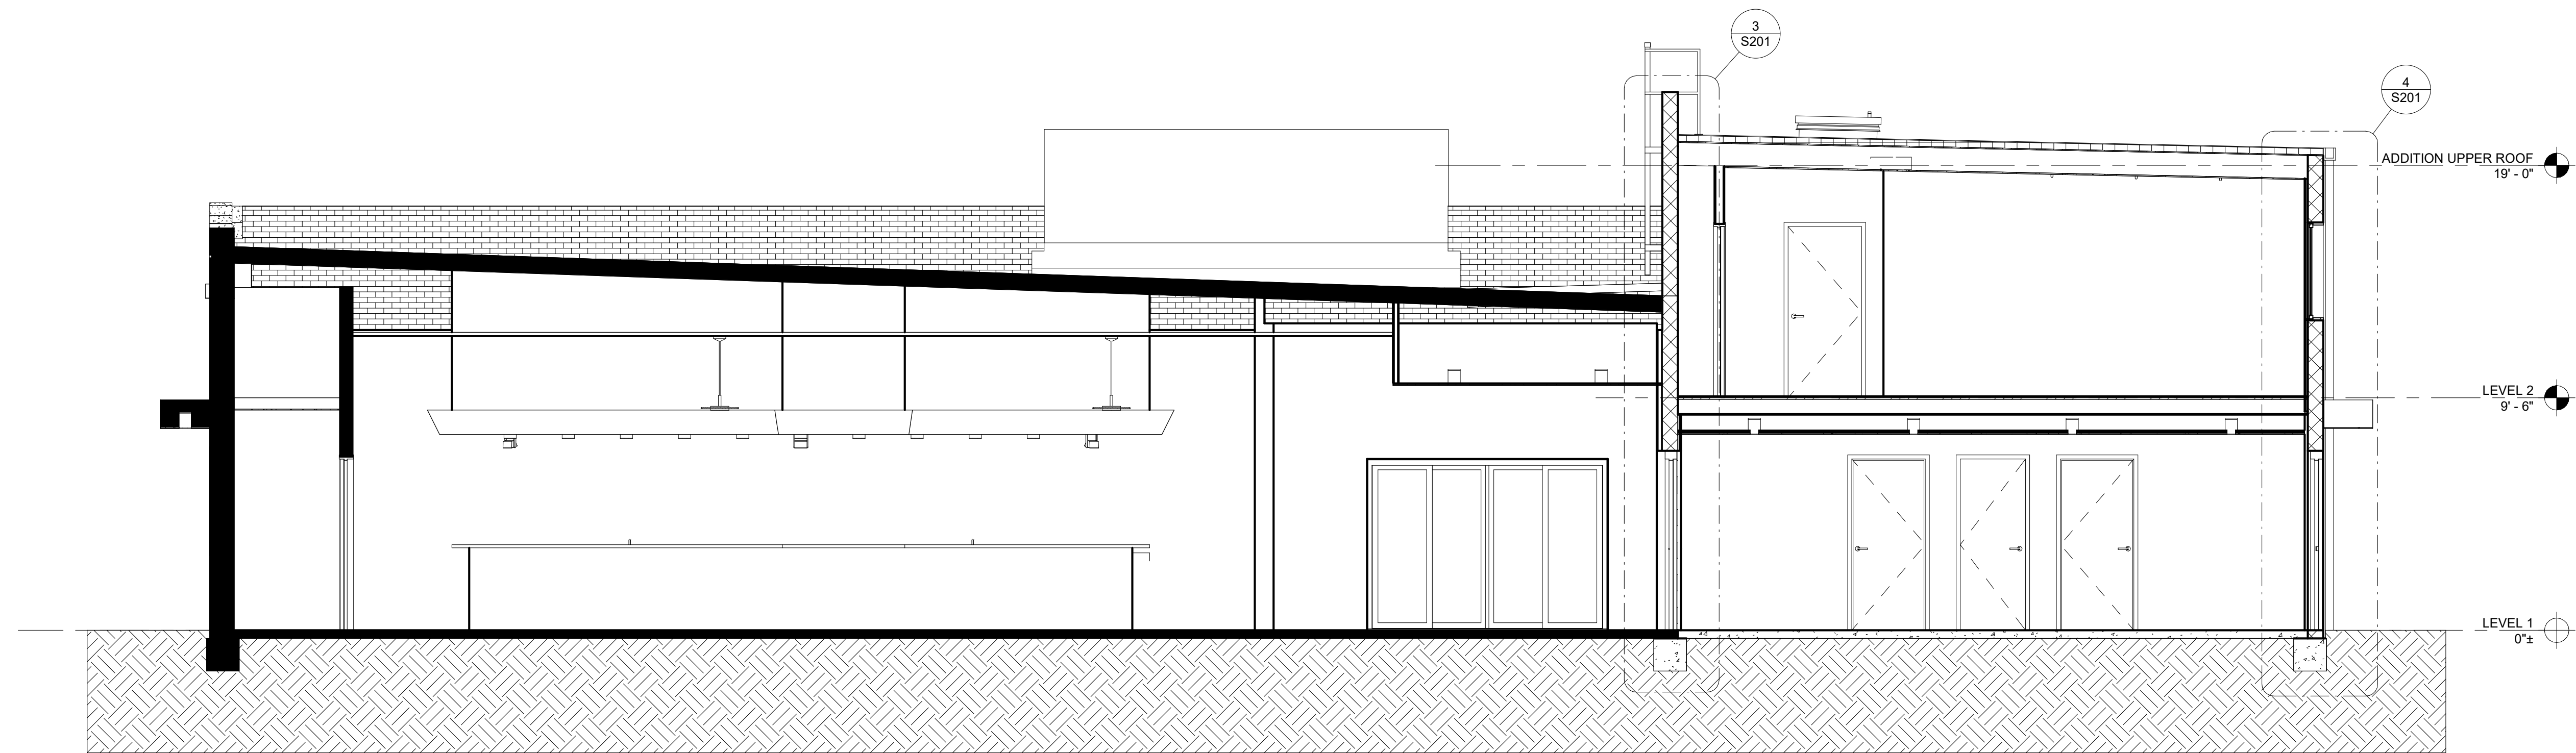 3
S201
4
S201
ADDITION UPPER ROOF
19' - 0"
LEVEL 2
9' - 6"
LEVEL 1
0"±